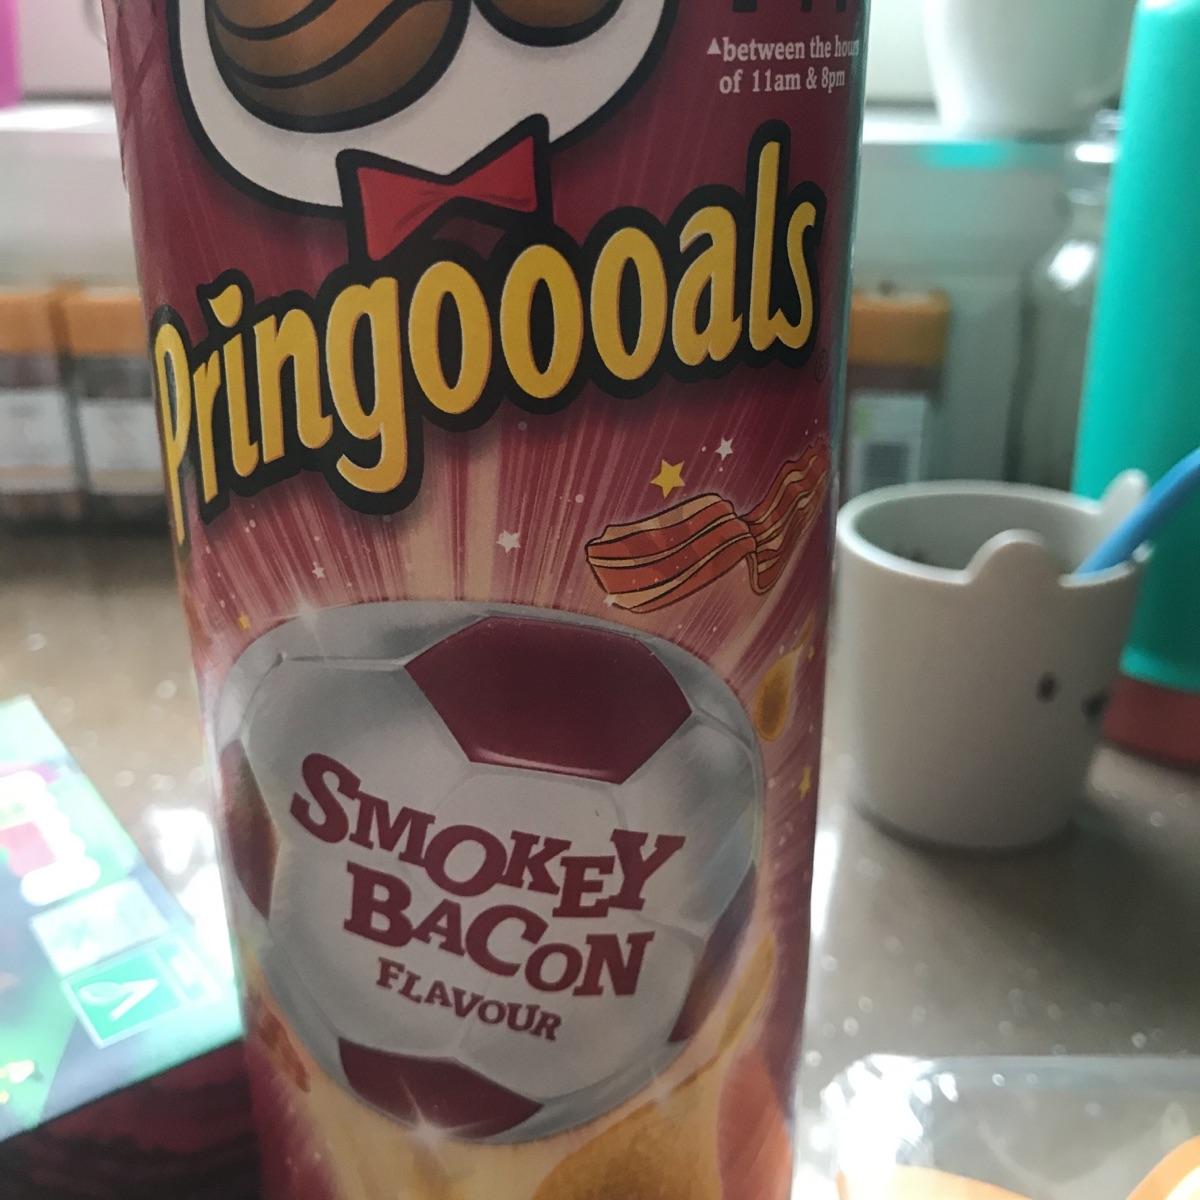 ▲between the hours
of 11am & 8pm
Pringoooals
SMOKEY
BACON
FLAVOUR